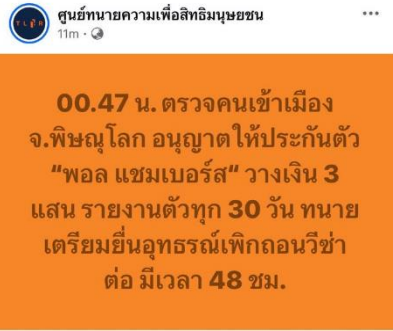 TLHR
ศูนย์ทนายความเพื่อสิทธิมนุษยชน
11m ·
00.47 น. ตรวจคนเข้าเมือง
จ.พิษณุโลก อนุญาตให้ประกันตัว
“พอล แชมเบอร์ส“ วางเงิน 3
แสน รายงานตัวทุก 30 วัน ทนาย
เตรียมยื่นอุทธรณ์เพิกถอนวีซ่า
ต่อ มีเวลา 48 ชม.